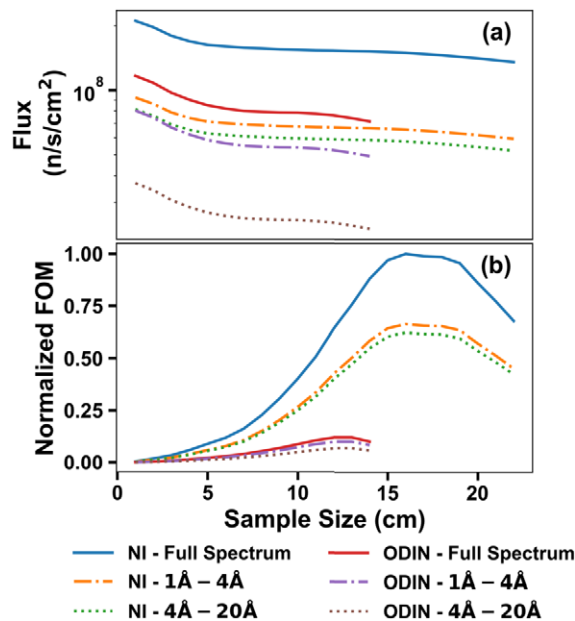 (a)
Flux
(n/s/cm²)
10⁸
(b)
Normalized FOM
1.00
0.75
0.50
0.25
0.00
0 5 10 15 20
Sample Size (cm)
NI - Full Spectrum ODIN - Full Spectrum
NI - 1Å − 4Å ODIN - 1Å − 4Å
NI - 4Å − 20Å ODIN - 4Å − 20Å